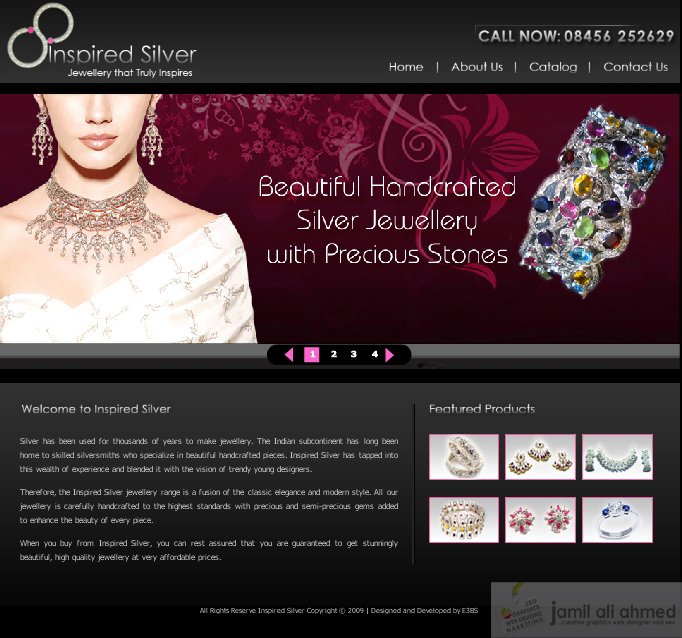 Inspired Silver
Jewellery that Truly Inspires
CALL NOW: 08456 252629
Home | About Us | Catalog | Contact Us
Beautiful Handcrafted
Silver Jewellery
with Precious Stones
1 2 3 4
Welcome to Inspired Silver
Silver has been used for thousands of years to make jewellery. The Indian subcontinent has long been
home to skilled silversmiths who specialize in beautiful handcrafted pieces. Inspired Silver has tapped into
this wealth of experience and blended it with the vision of trendy young designers.
Therefore, the Inspired Silver jewellery range is a fusion of the classic elegance and modern style. All our
jewellery is carefully handcrafted to the highest standards with precious and semi-precious gems added
to enhance the beauty of every piece.
When you buy from Inspired Silver, you can rest assured that you are guaranteed to get stunningly
beautiful, high quality jewellery at very affordable prices.
Featured Products
All Rights Reserve Inspired Silver Copyright © 2009 | Designed and Developed by E3BS
SEO
GRAPHICS
WEB DESIGNS
MARKETING
jamil ali ahmed
creative graphics web designer and seo